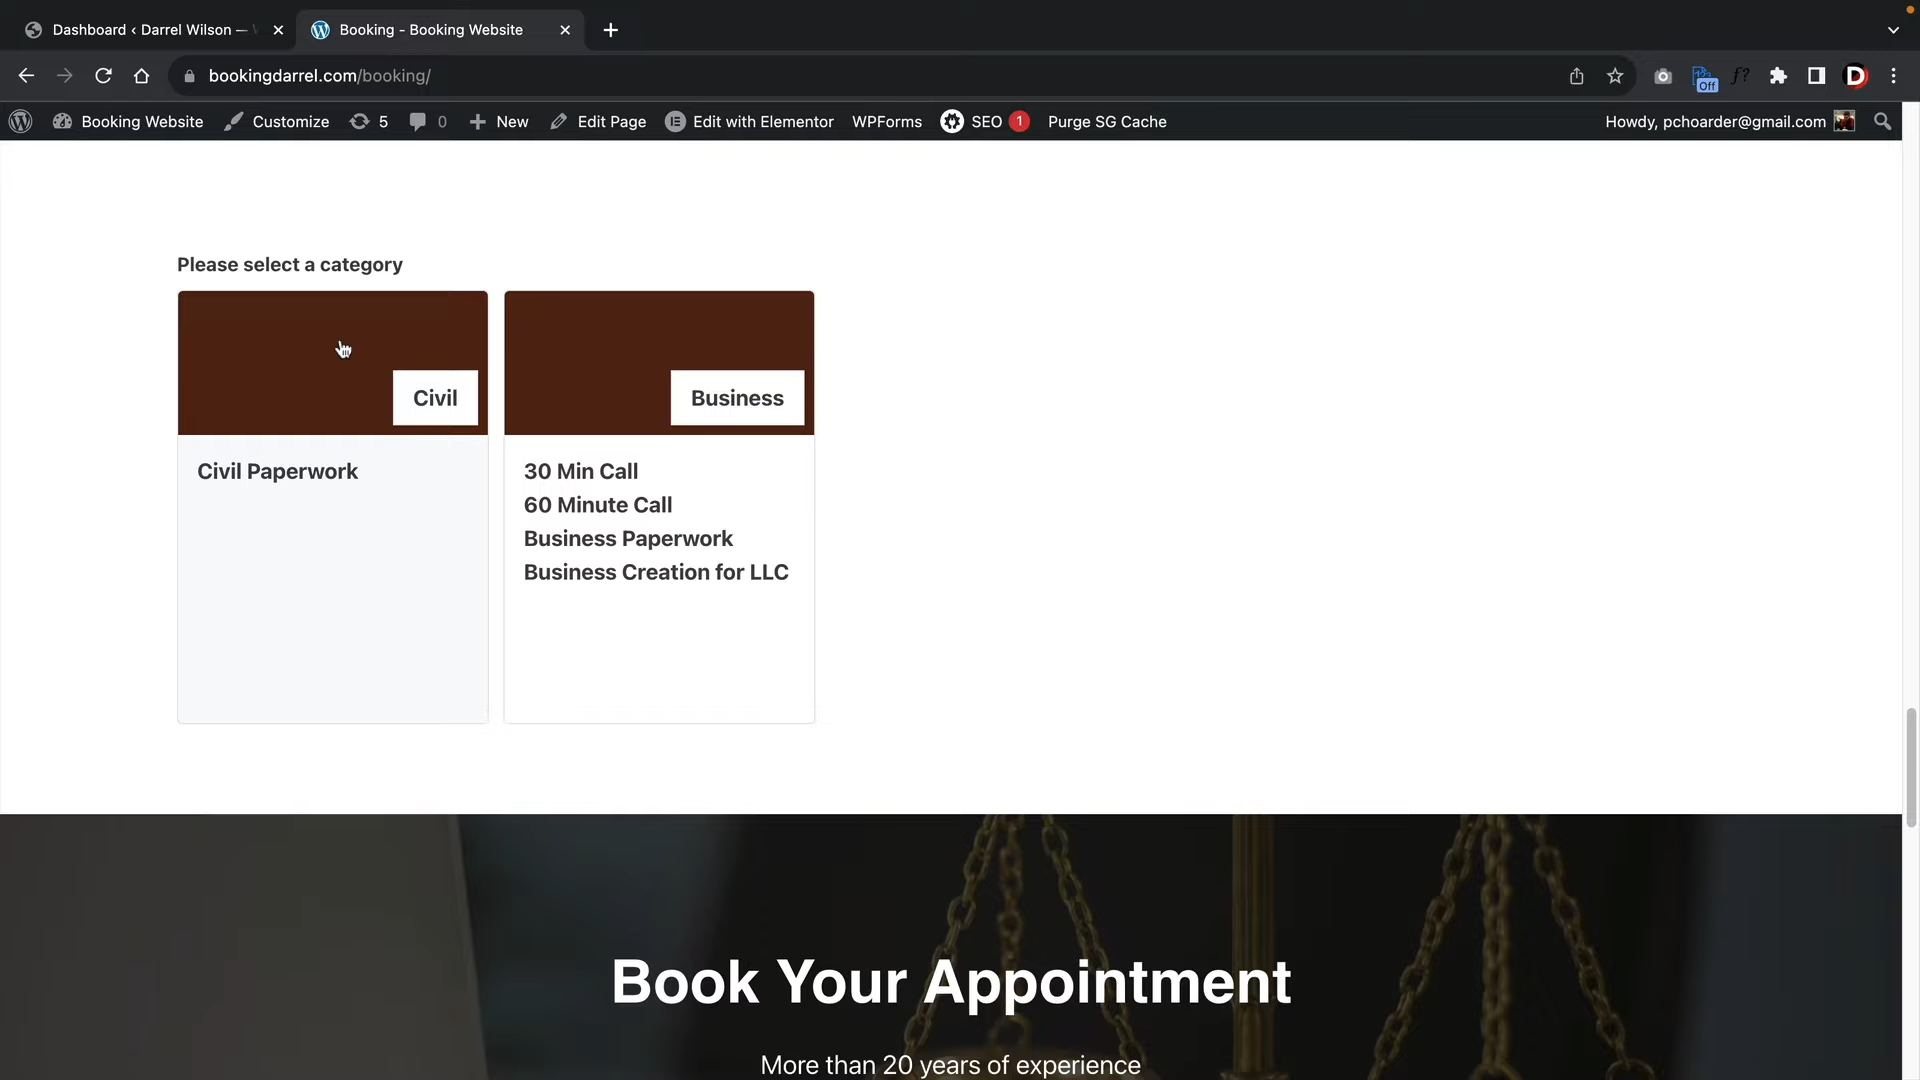 Dashboard ‹ Darrel Wilson —
Booking - Booking Website
bookingdarrel.com/booking/
Off
f?
D
Booking Website
Customize
5
0
New
Edit Page
Edit with Elementor
WPForms
SEO
1
Purge SG Cache
Howdy, pchoarder@gmail.com
Please select a category
Civil
Business
Civil Paperwork
30 Min Call
60 Minute Call
Business Paperwork
Business Creation for LLC
Book Your Appointment
More than 20 years of experience